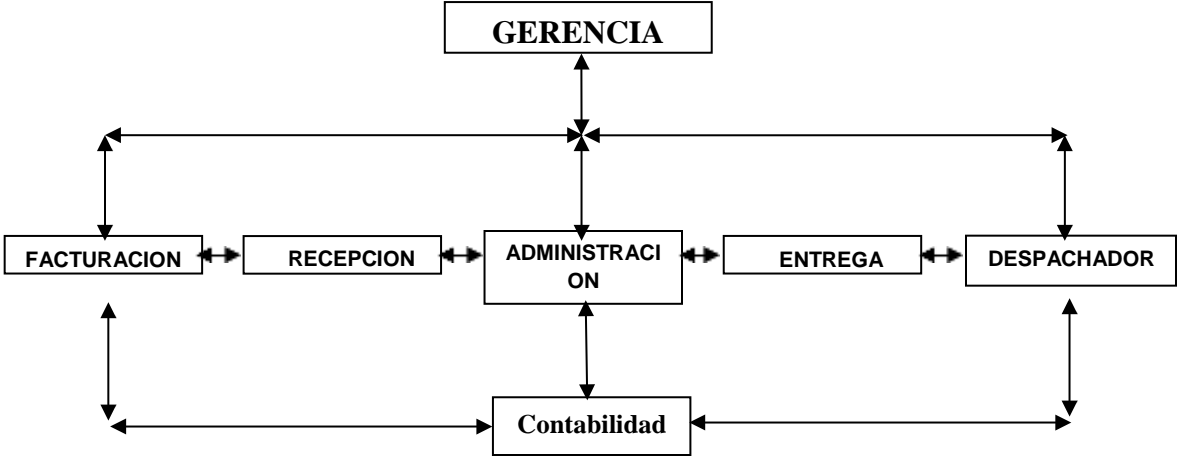 GERENCIA
FACTURACION
RECEPCION
ADMINISTRACI
ON
ENTREGA
DESPACHADOR
Contabilidad